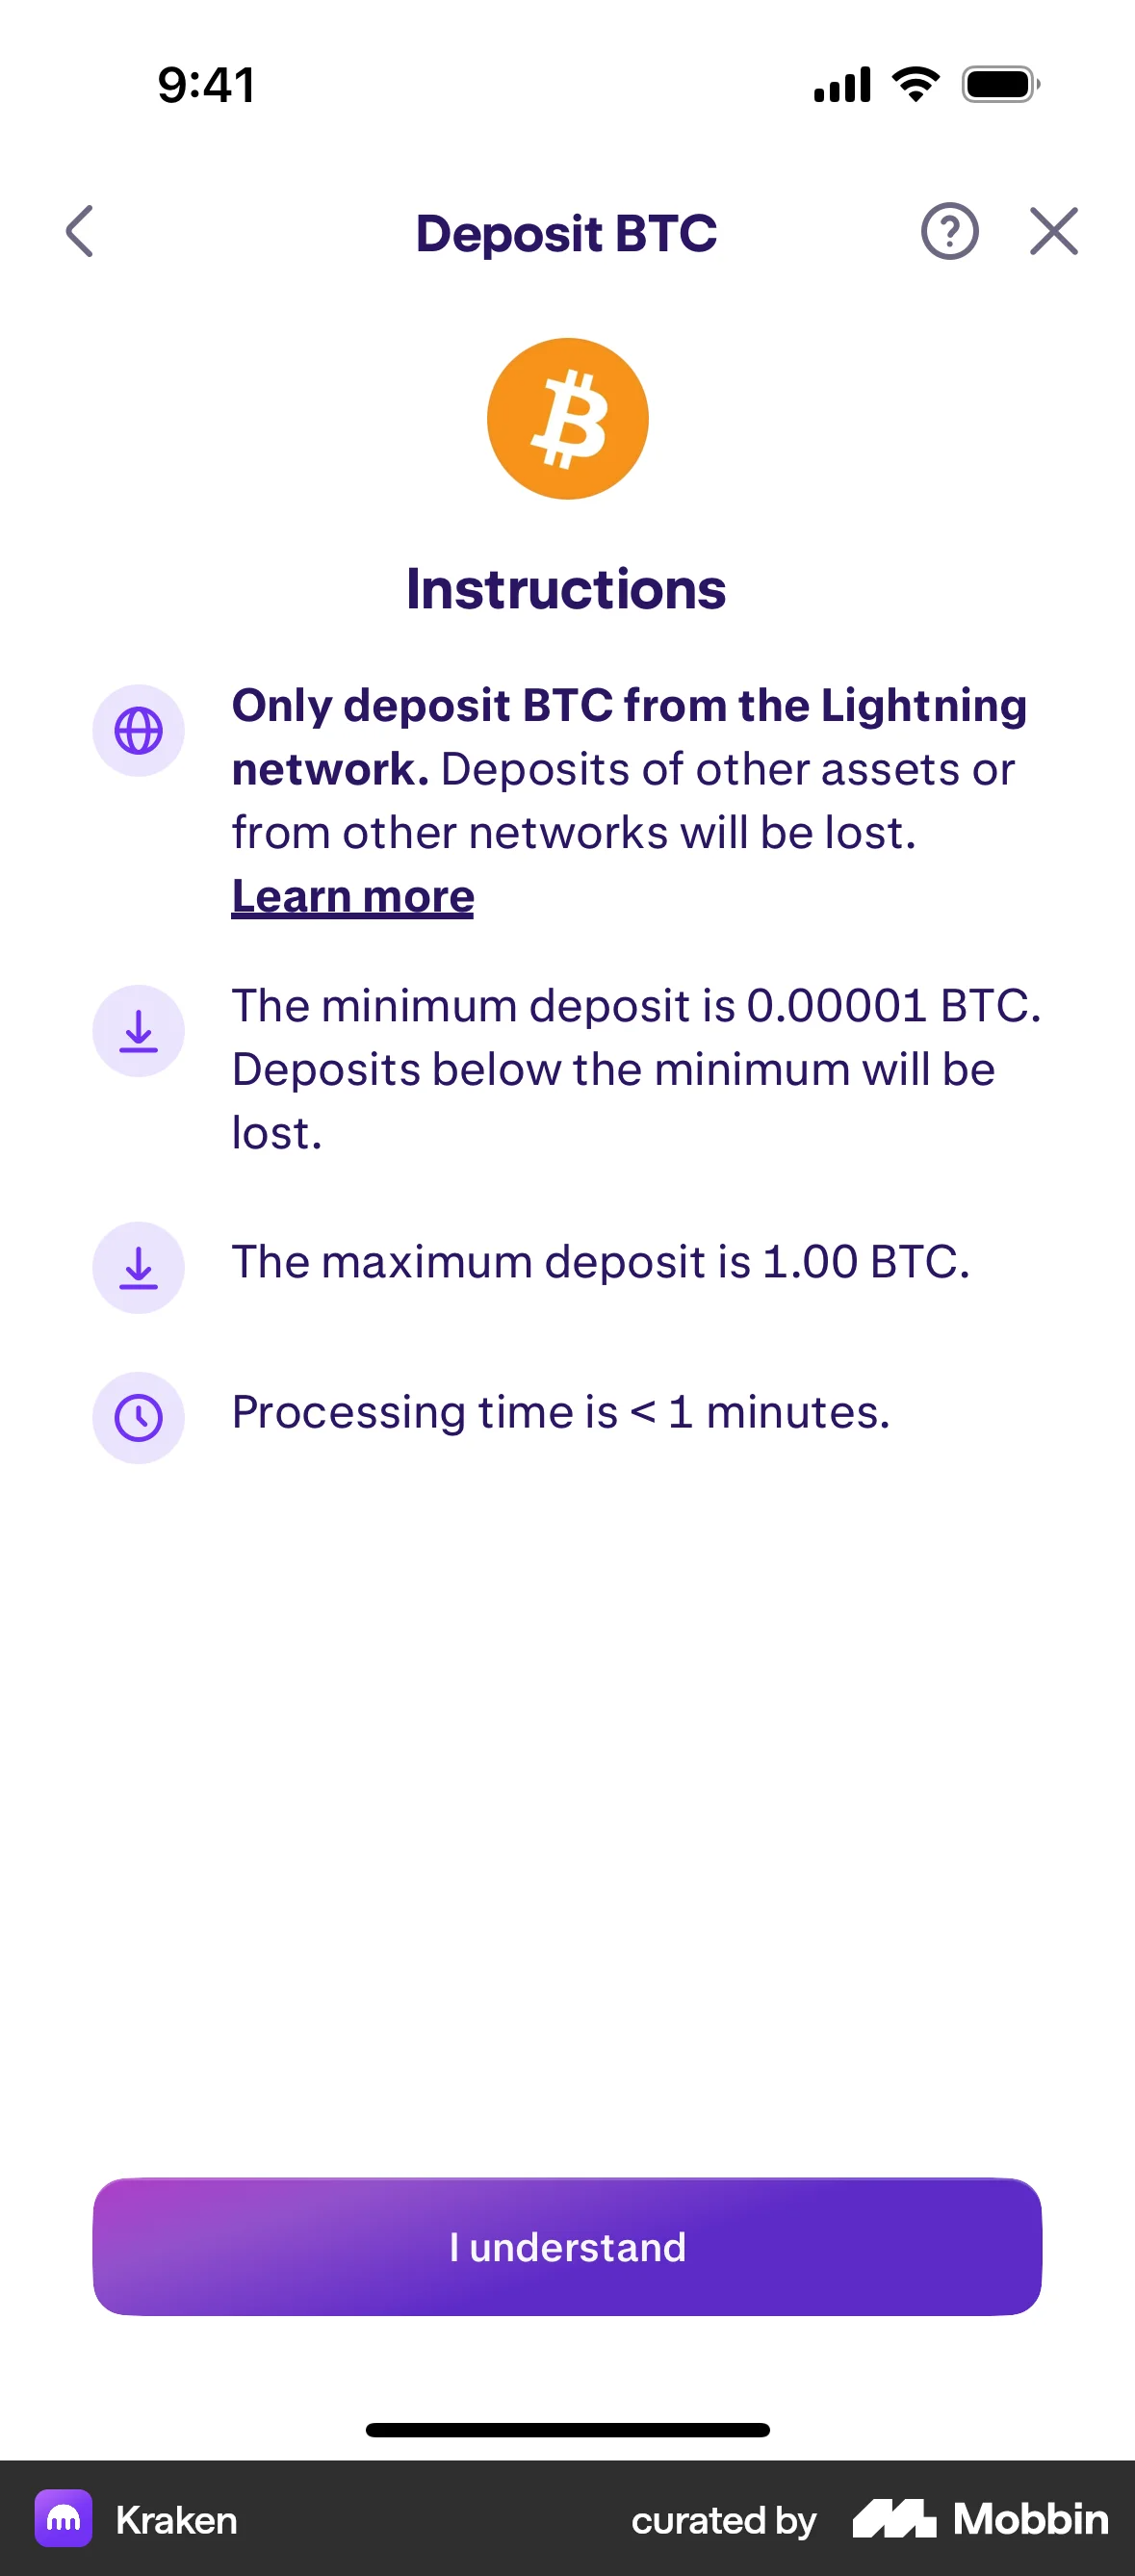 9:41
Deposit BTC
Instructions
Only deposit BTC from the Lightning
network. Deposits of other assets or
from other networks will be lost.
Learn more
The minimum deposit is 0.00001 BTC.
Deposits below the minimum will be
lost.
The maximum deposit is 1.00 BTC.
Processing time is < 1 minutes.
I understand
Kraken
curated by Mobbin